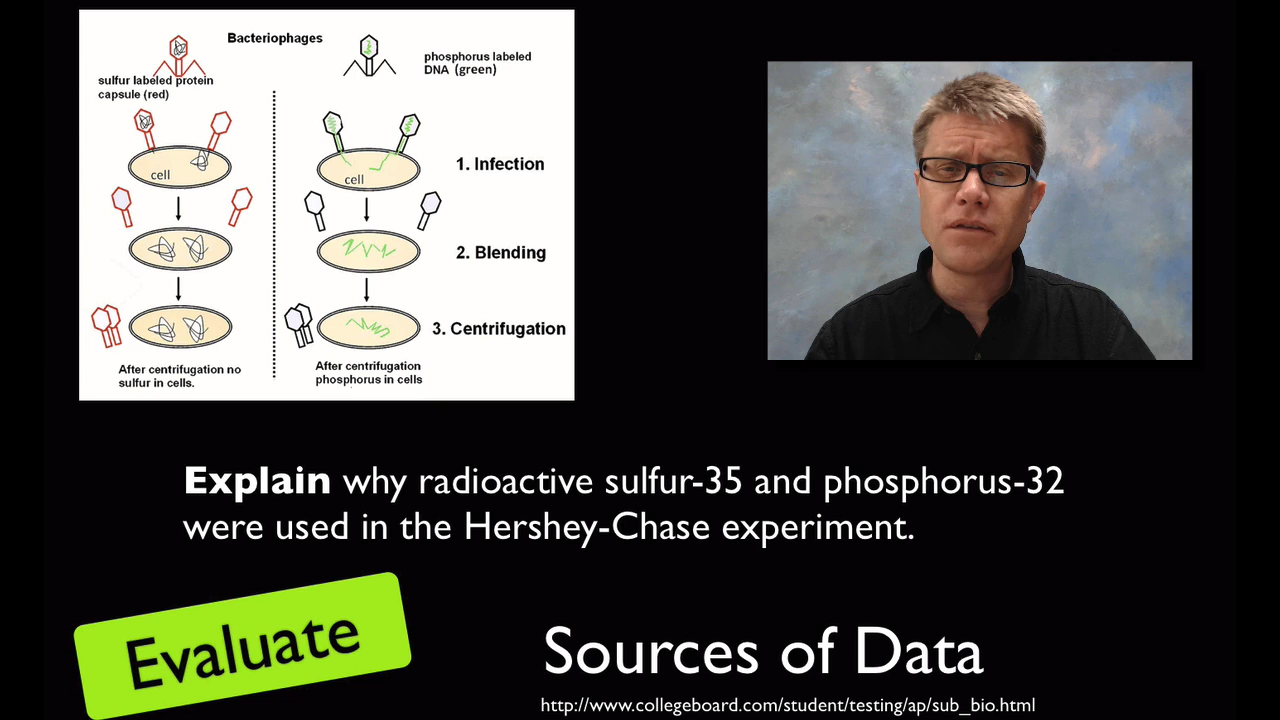 Bacteriophages
sulfur labeled protein
capsule (red)
phosphorus labeled
DNA (green)
cell
cell
1. Infection
2. Blending
3. Centrifugation
After centrifugation no
sulfur in cells.
After centrifugation
phosphorus in cells
Explain why radioactive sulfur-35 and phosphorus-32
were used in the Hershey-Chase experiment.
Evaluate
Sources of Data
http://www.collegeboard.com/student/testing/ap/sub_bio.html